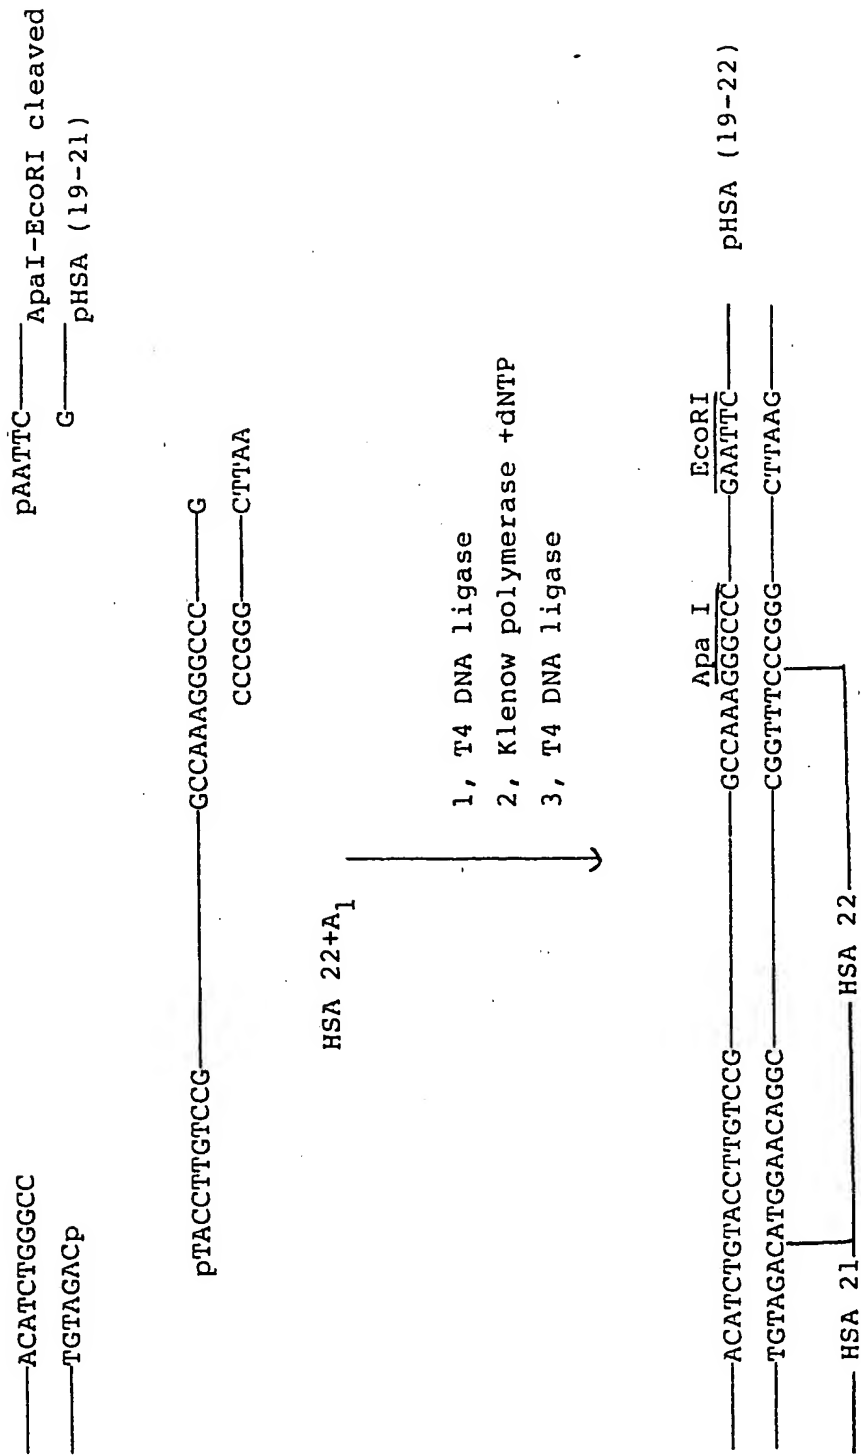 ACATCTGGGCC
TGTAGACp
pAATTC
G
ApaI-EcoRI cleaved
pHSA (19-21)
pTACCTTGTCCG GCCAAAGGGCCC G
CCCGGG CTTAA
HSA 22+A1
1, T4 DNA ligase
2, Klenow polymerase +dNTP
3, T4 DNA ligase
Apa I EcoRI
ACATCTGTACCTTGTCCG GCCAAAGGGCCC GAATTC
TGTAGACATGGAACAGGC CGGTTTCCCGGG CTTAAG
pHSA (19-22)
HSA 21 HSA 22